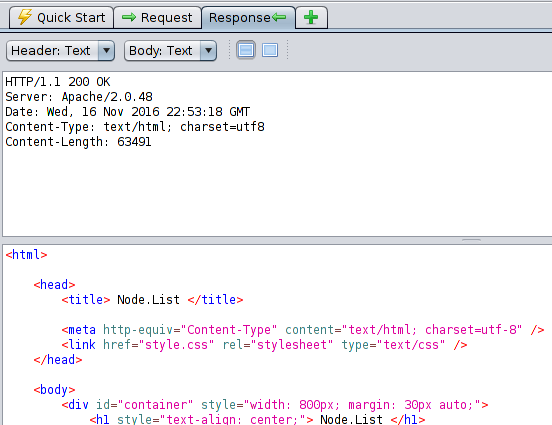 Quick Start Request Response
Header: Text Body: Text
HTTP/1.1 200 OK
Server: Apache/2.0.48
Date: Wed, 16 Nov 2016 22:53:18 GMT
Content-Type: text/html; charset=utf8
Content-Length: 63491
<html>
<head>
<title> Node.List </title>
<meta http-equiv="Content-Type" content="text/html; charset=utf-8" />
<link href="style.css" rel="stylesheet" type="text/css" />
</head>
<body>
<div id="container" style="width: 800px; margin: 30px auto;">
<h1 style="text-align: center;"> Node.List </h1>